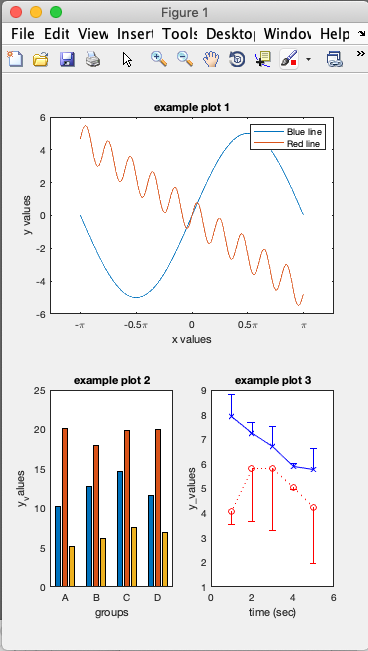 Figure 1
File Edit View Insert Tools Desktop Window Help
example plot 1
Blue line
Red line
y values
6
4
2
0
-2
-4
-6
-π -0.5π 0 0.5π π
x values
example plot 2
y_values
25
20
15
10
5
0
A B C D
groups
example plot 3
y_values
9
8
7
6
5
4
3
2
1
0 2 4 6
time (sec)